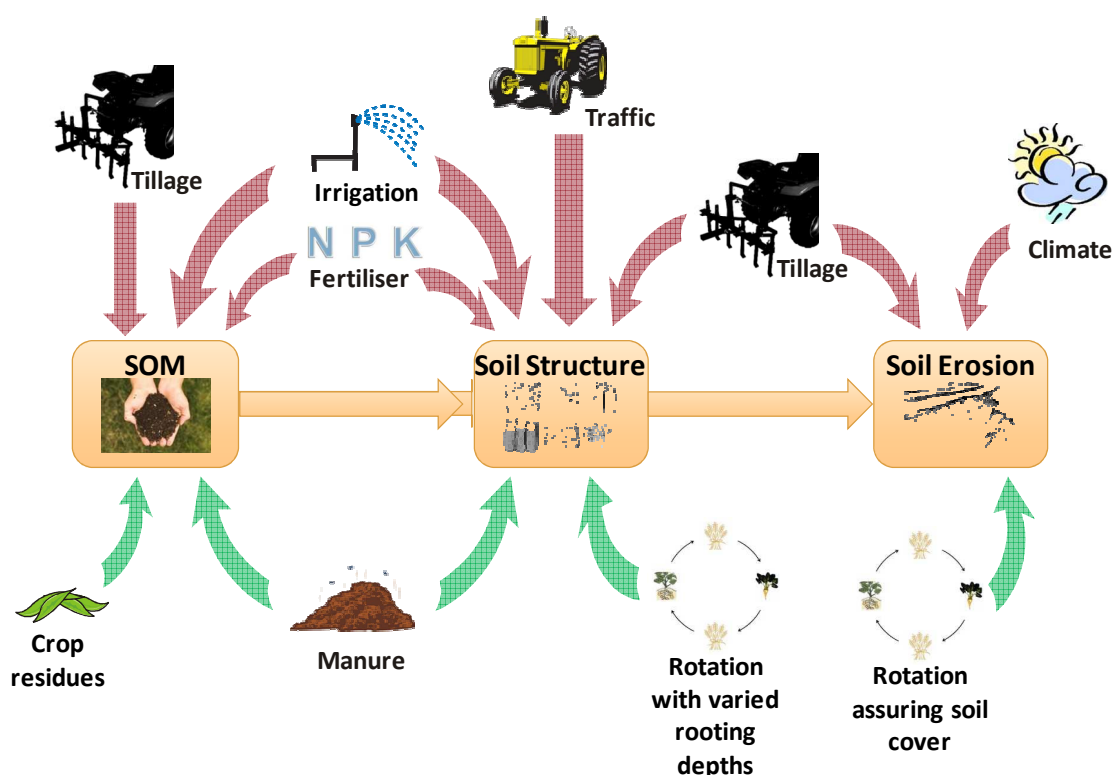 Traffic
Tillage
Irrigation
N P K
Fertiliser
Tillage
Climate
SOM
Soil Structure
Soil Erosion
Crop
residues
Manure
Rotation
with varied
rooting
depths
Rotation
assuring soil
cover